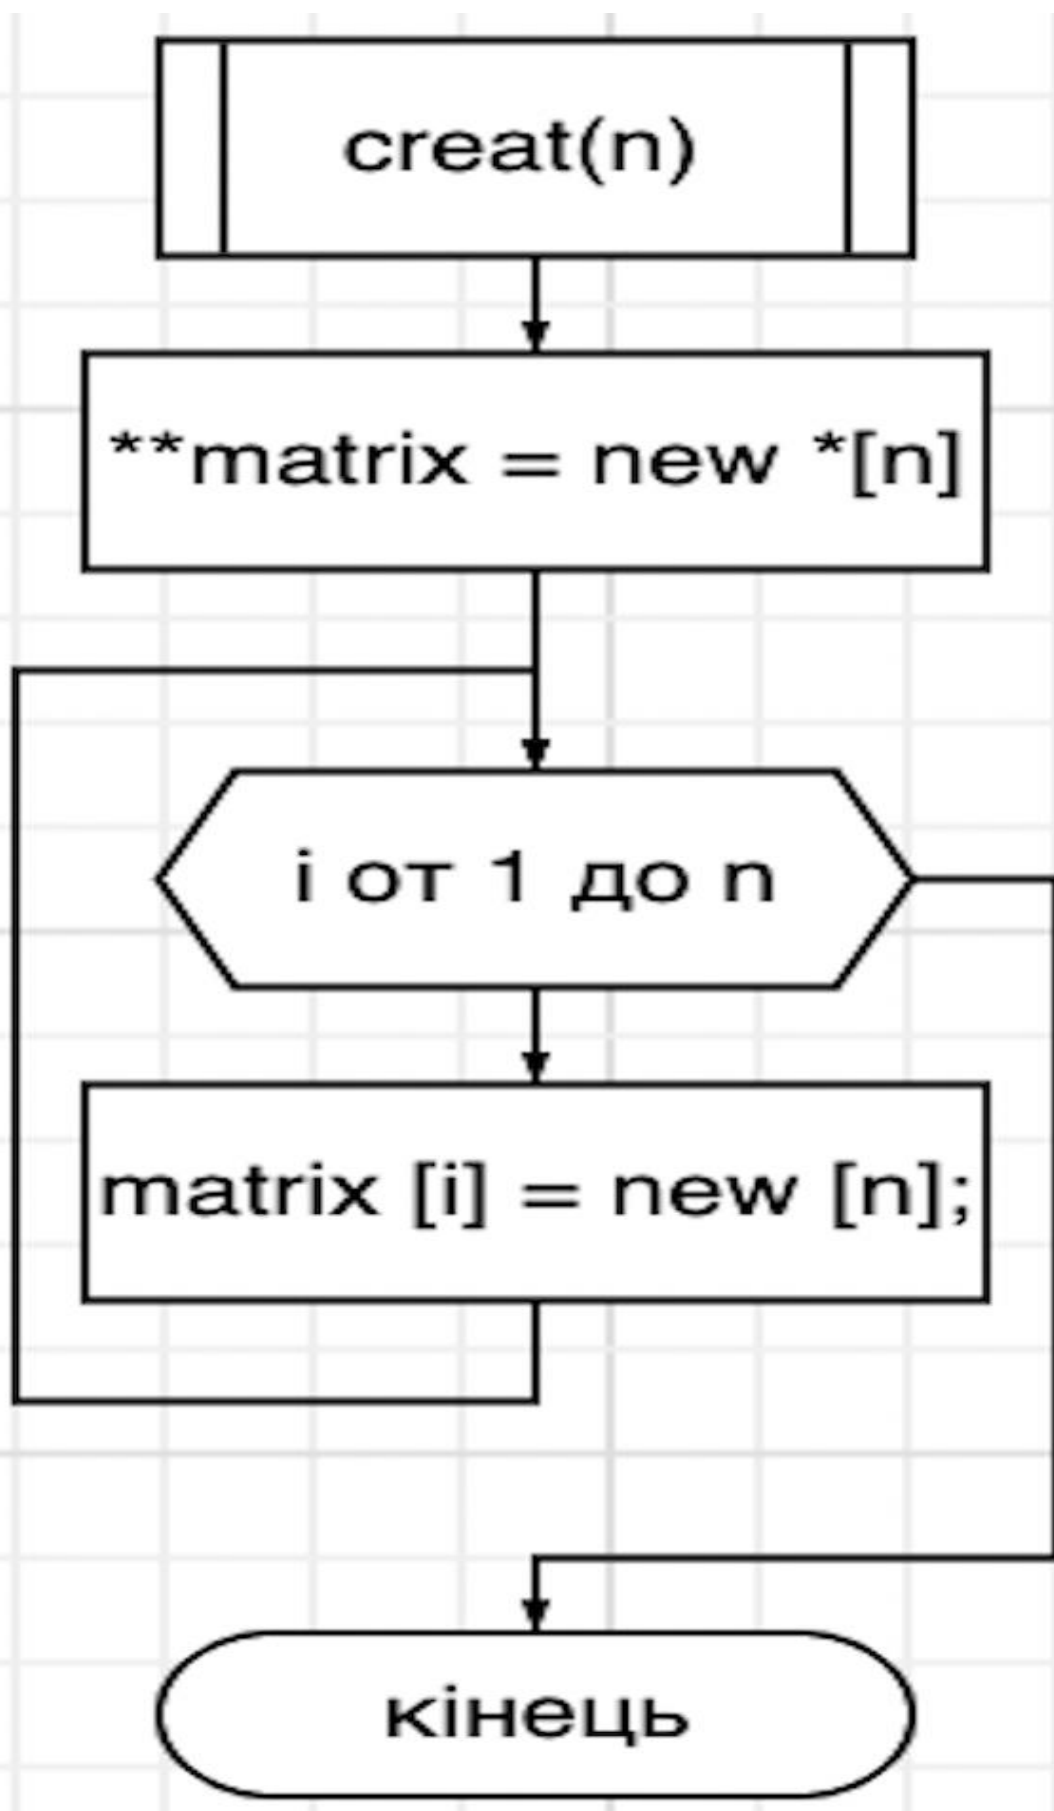 creat(n)
**matrix = new *[n]
i от 1 до n
matrix [i] = new [n];
кінець